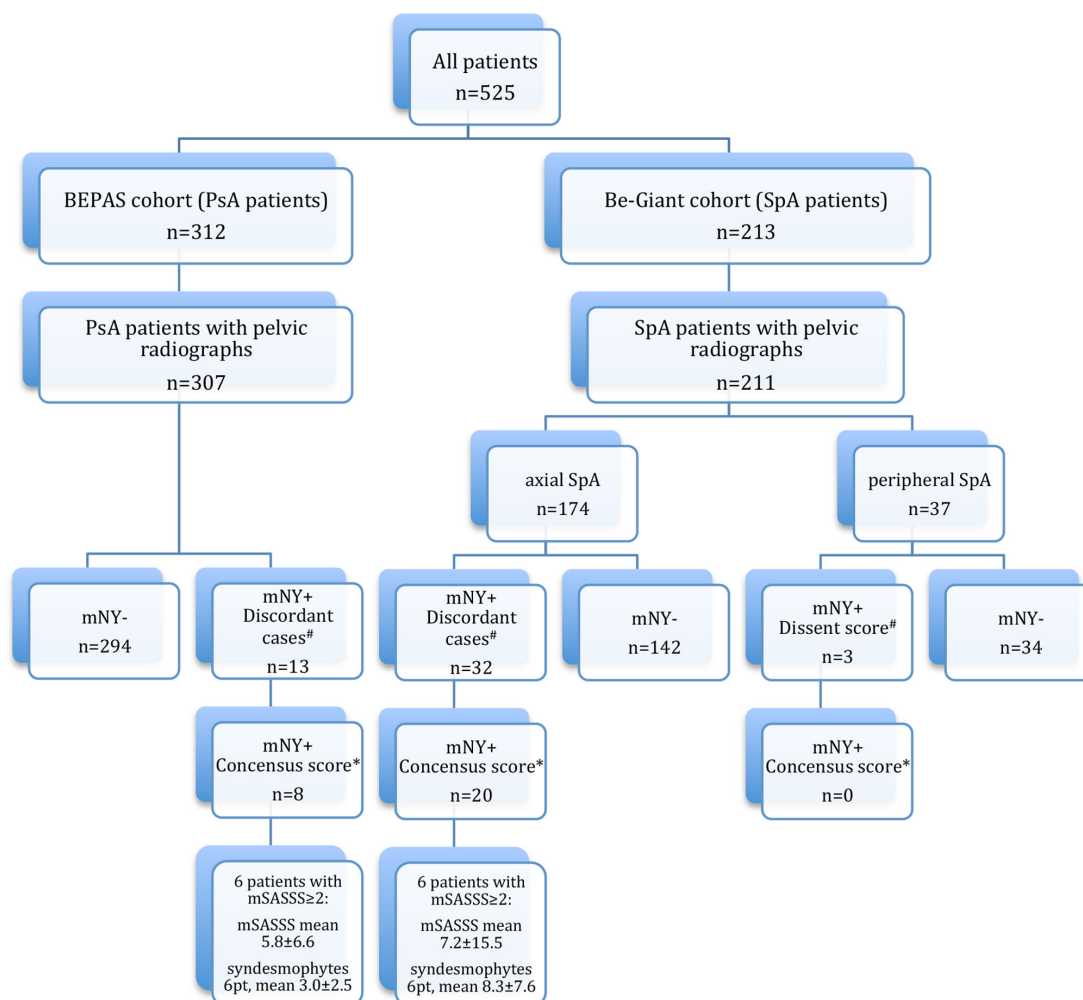 All patients
n=525
BEPAS cohort (PsA patients)
n=312
Be-Giant cohort (SpA patients)
n=213
PsA patients with pelvic
radiographs
n=307
SpA patients with pelvic
radiographs
n=211
axial SpA
n=174
peripheral SpA
n=37
mNY-
n=294
mNY+
Discordant
cases#
n=13
mNY+
Discordant
cases#
n=32
mNY-
n=142
mNY+
Dissent score#
n=3
mNY-
n=34
mNY+
Concensus score*
n=8
mNY+
Concensus score*
n=20
mNY+
Concensus score*
n=0
6 patients with
mSASSS≥2:
mSASSS mean
5.8±6.6
syndesmophytes
6pt, mean 3.0±2.5
6 patients with
mSASSS≥2:
mSASSS mean
7.2±15.5
syndesmophytes
6pt, mean 8.3±7.6